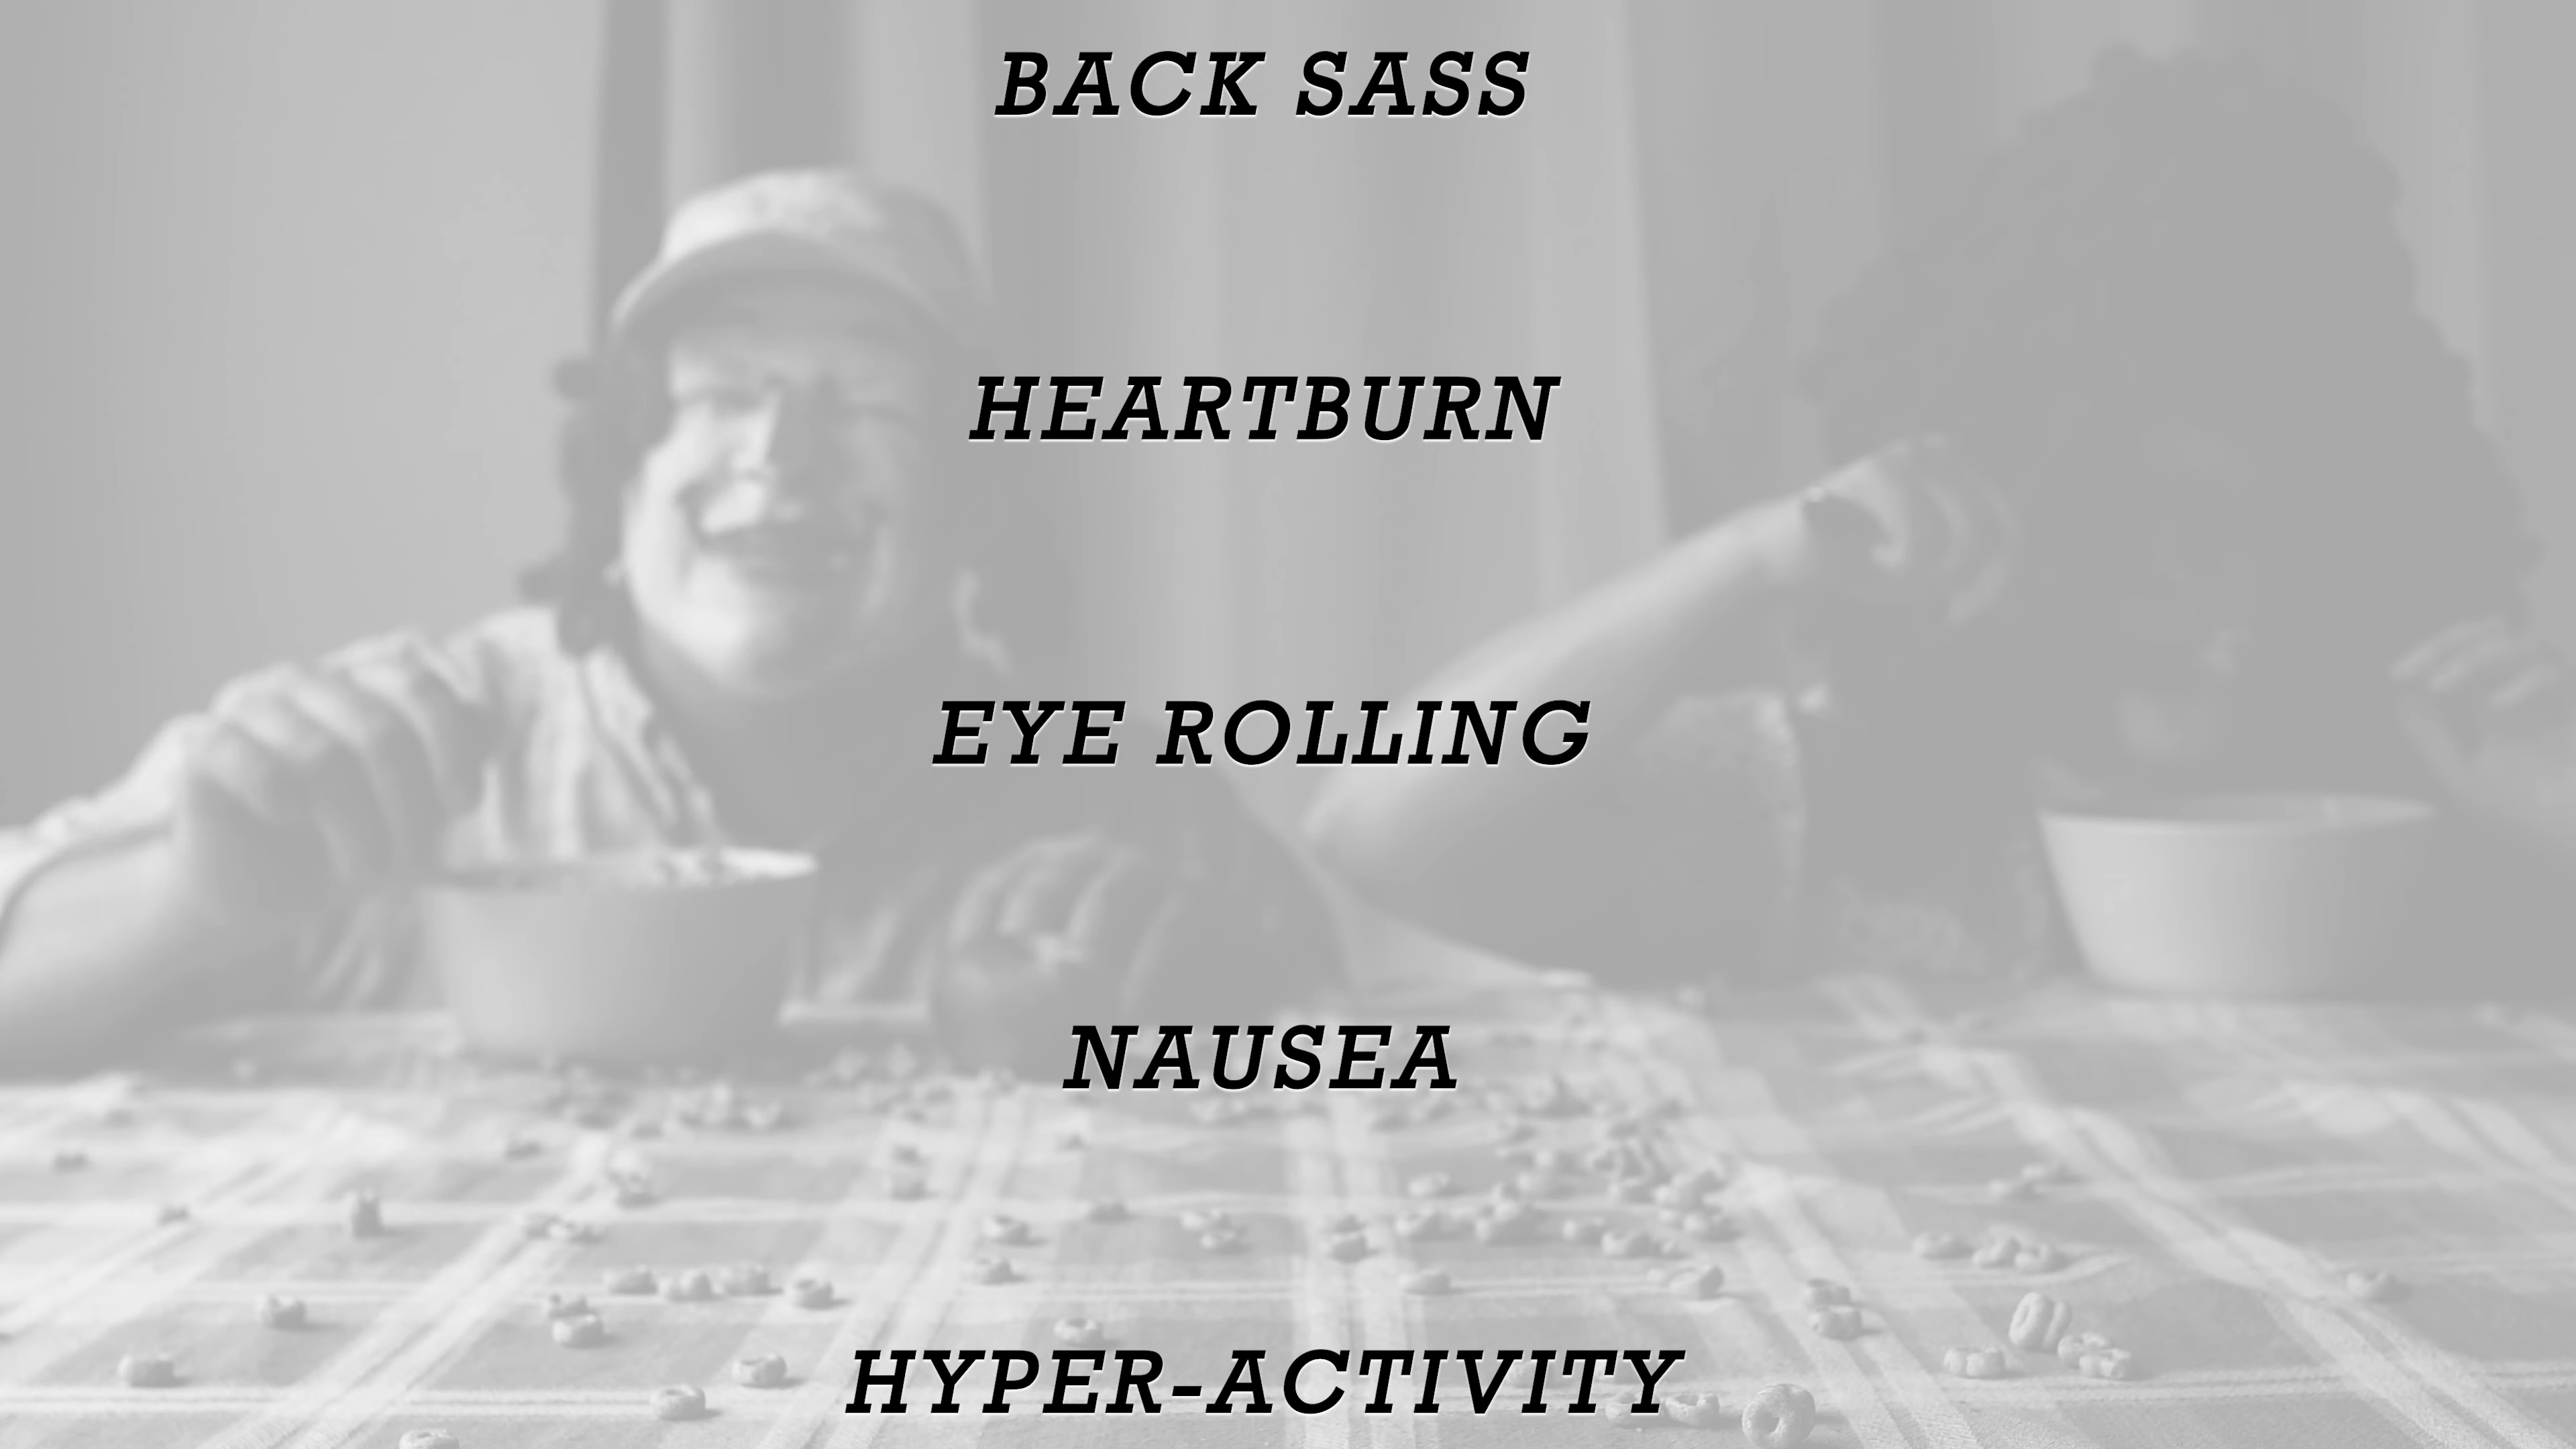 BACK SASS
HEARTBURN
EYE ROLLING
NAUSEA
HYPER-ACTIVITY